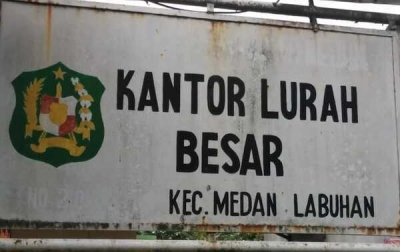 KANTOR LURAH
BESAR
KEC. MEDAN LABUHAN